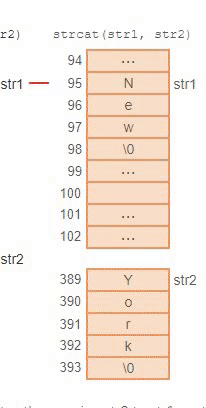 r2) strcat(str1, str2)
94 ...
str1 95 N str1
96 e
97 w
98 \0
99 ...
100
101 ...
102 ...
str2
389 Y str2
390 o
391 r
392 k
393 \0